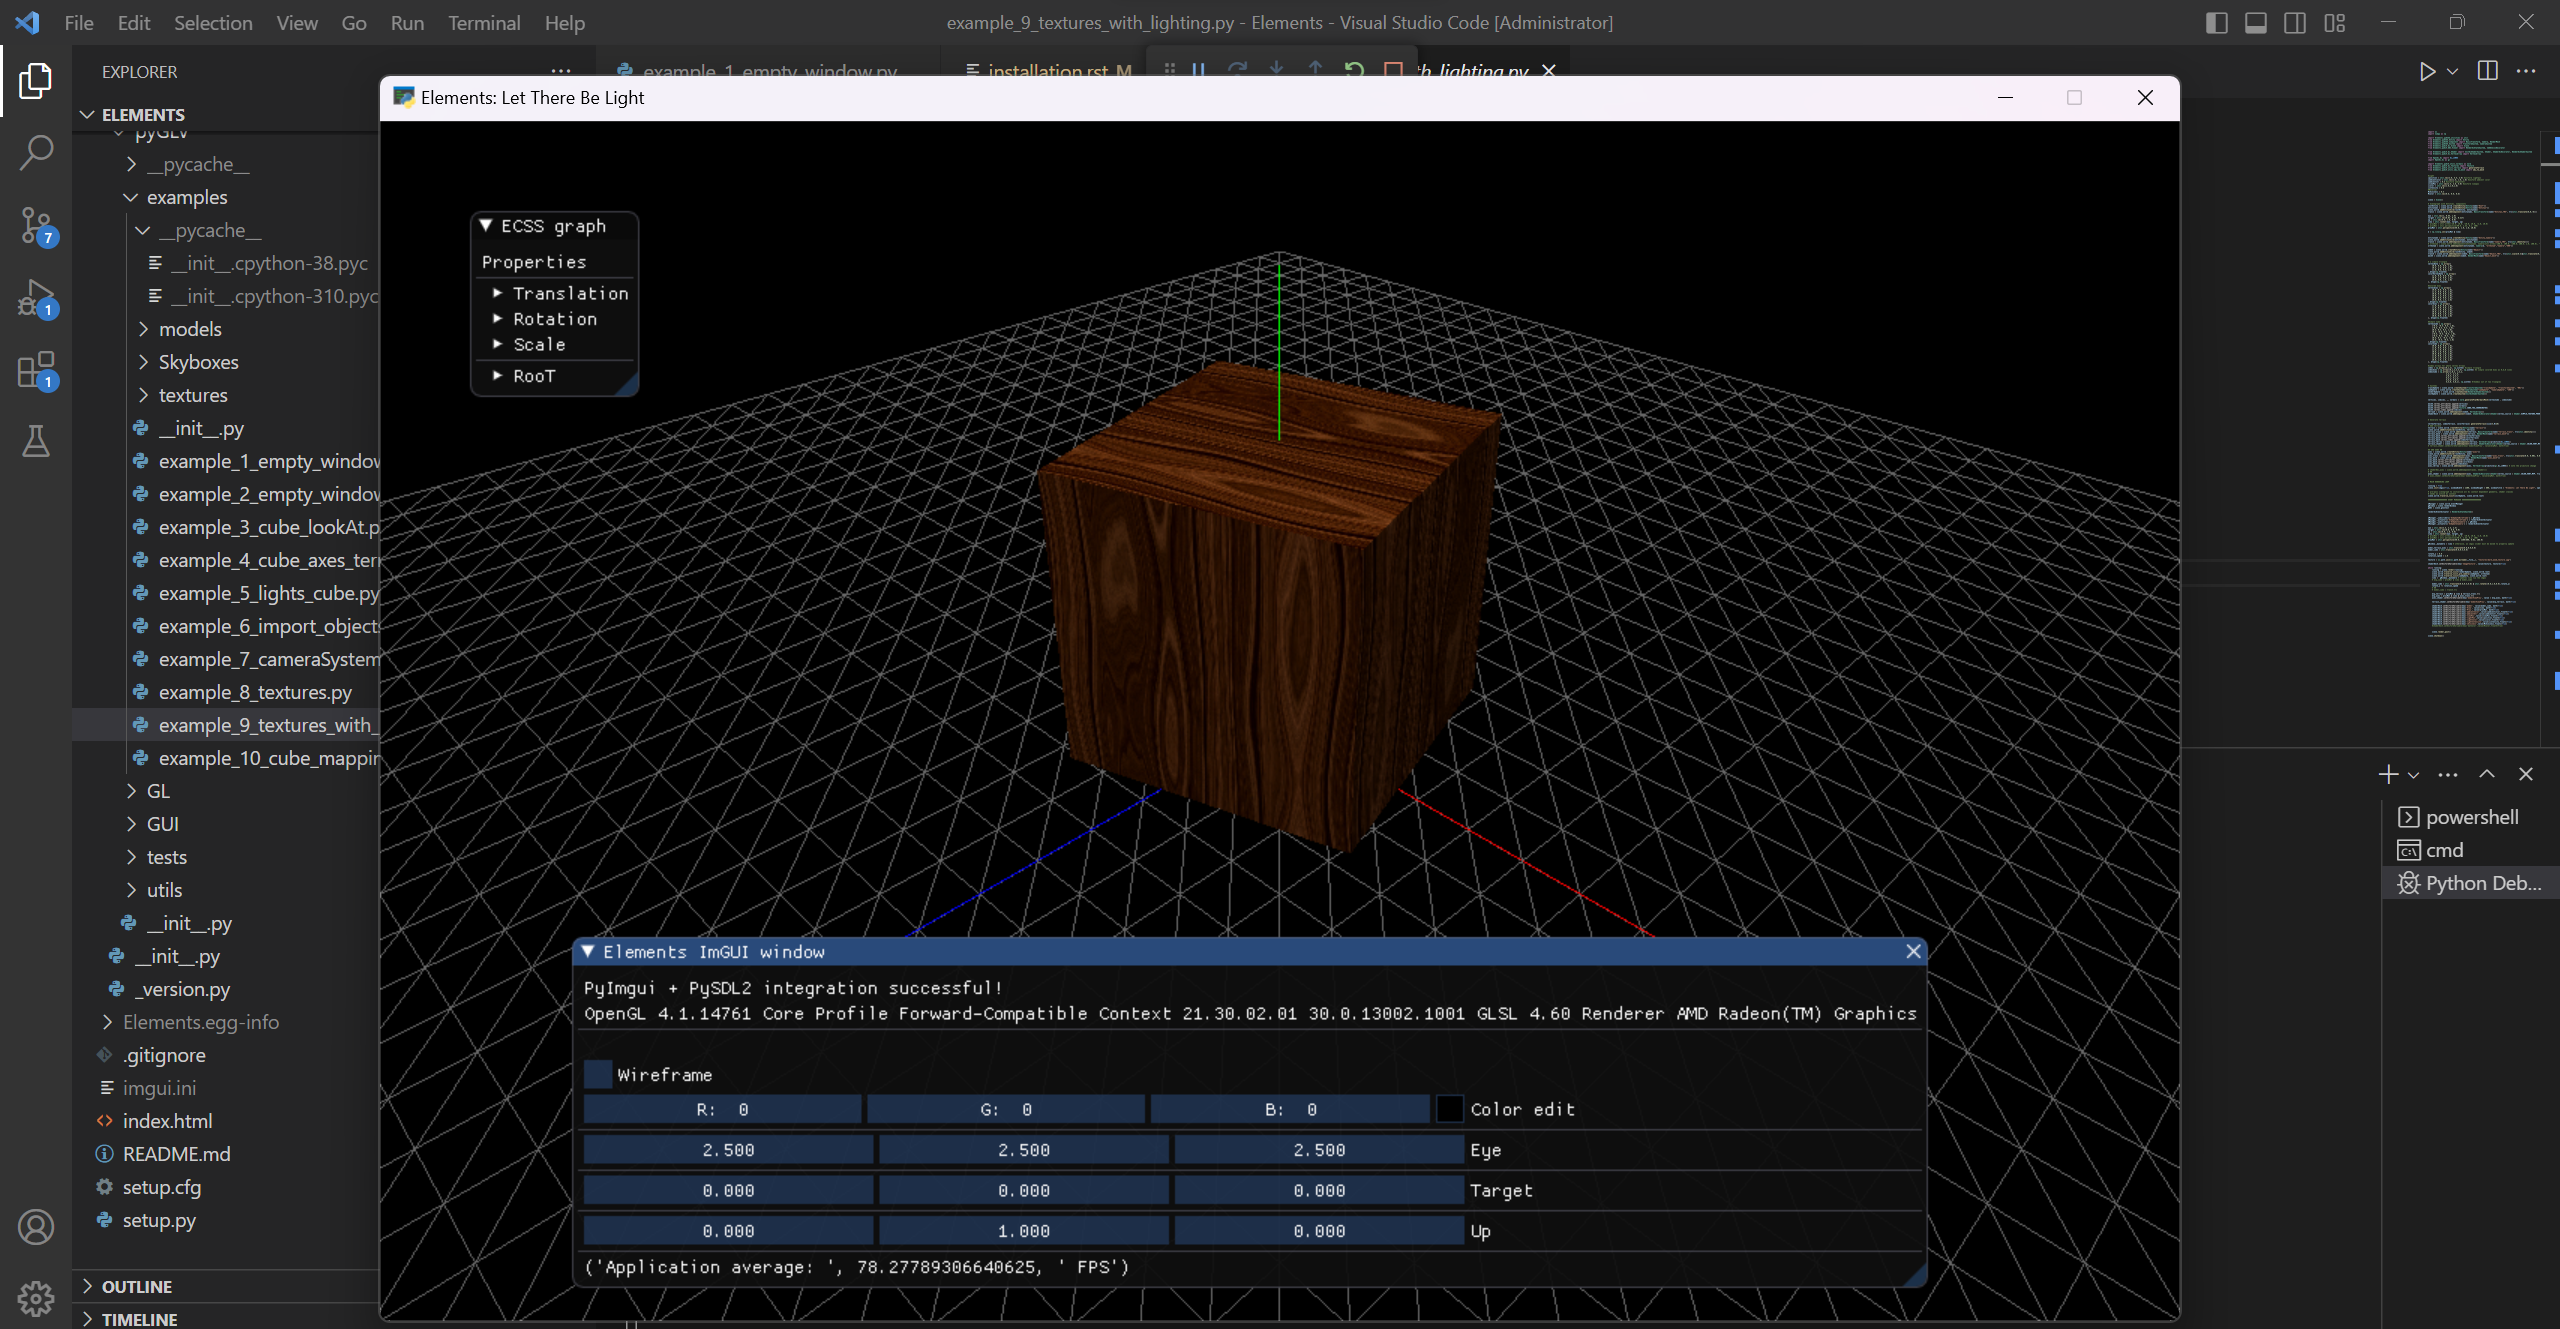 File Edit Selection View Go Run Terminal Help
example_9_textures_with_lighting.py - Elements - Visual Studio Code [Administrator]
EXPLORER
example_1_empty_window.py
installation.rst M
th_lighting.py
ELEMENTS
pyGLV
__pycache__
examples
__pycache__
__init__.cpython-38.pyc
__init__.cpython-310.pyc
models
Skyboxes
textures
__init__.py
example_1_empty_window
example_2_empty_window
example_3_cube_lookAt.p
example_4_cube_axes_terr
example_5_lights_cube.py
example_6_import_objects
example_7_cameraSystem
example_8_textures.py
example_9_textures_with_
example_10_cube_mappin
GL
GUI
tests
utils
__init__.py
__init__.py
_version.py
Elements.egg-info
.gitignore
imgui.ini
index.html
README.md
setup.cfg
setup.py
OUTLINE
TIMELINE
7
1
1
Elements: Let There Be Light
ECSS graph
Properties
Translation
Rotation
Scale
RooT
Elements ImGUI window
PyImgui + PySDL2 integration successful!
OpenGL 4.1.14761 Core Profile Forward-Compatible Context 21.30.02.01 30.0.13002.1001 GLSL 4.60 Renderer AMD Radeon(TM) Graphics
Wireframe
R: 0 G: 0 B: 0 Color edit
2.500 2.500 2.500 Eye
0.000 0.000 0.000 Target
0.000 1.000 0.000 Up
('Application average: ', 78.27789306640625, ' FPS')
powershell
cmd
Python Deb...